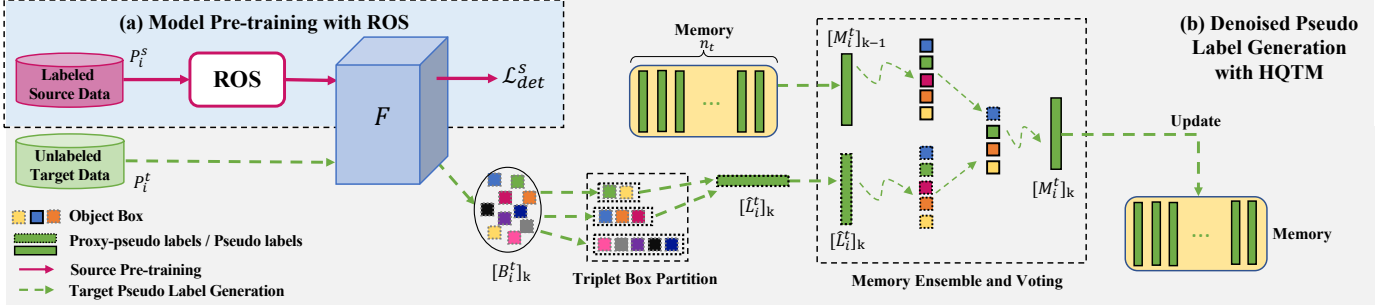 (a) Model Pre-training with ROS
Labeled
Source Data
P_i^s
ROS
F
ℒ_det^s
Unlabeled
Target Data
P_i^t
Object Box
Proxy-pseudo labels / Pseudo labels
Source Pre-training
Target Pseudo Label Generation
[B_i^t]_k
Triplet Box Partition
[L̂_i^t]_k
Memory
n_t
...
[M_i^t]_{k−1}
[L̂_i^t]_k
[M_i^t]_k
Memory Ensemble and Voting
(b) Denoised Pseudo
Label Generation
with HQTM
Update
...
Memory